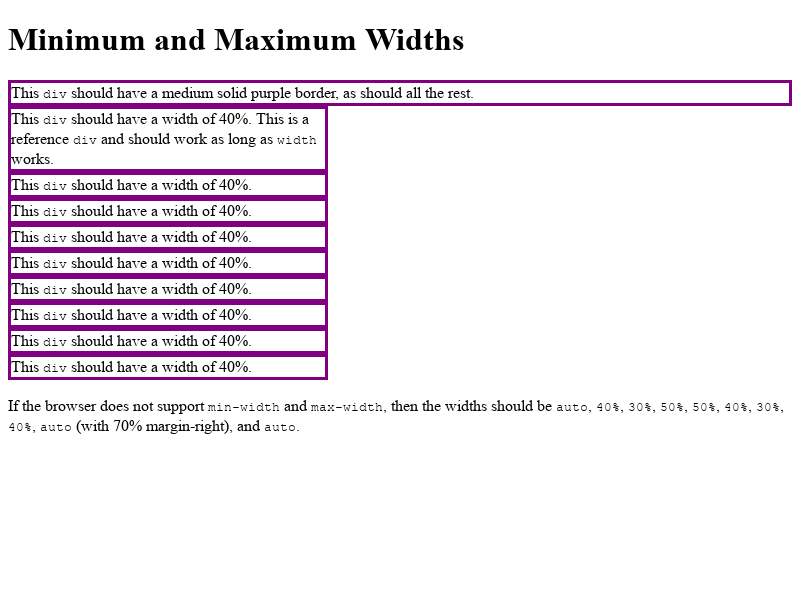 Minimum and Maximum Widths
This div should have a medium solid purple border, as should all the rest.
This div should have a width of 40%. This is a
reference div and should work as long as width
works.
This div should have a width of 40%.
This div should have a width of 40%.
This div should have a width of 40%.
This div should have a width of 40%.
This div should have a width of 40%.
This div should have a width of 40%.
This div should have a width of 40%.
This div should have a width of 40%.
If the browser does not support min-width and max-width, then the widths should be auto, 40%, 30%, 50%, 50%, 40%, 30%,
40%, auto (with 70% margin-right), and auto.